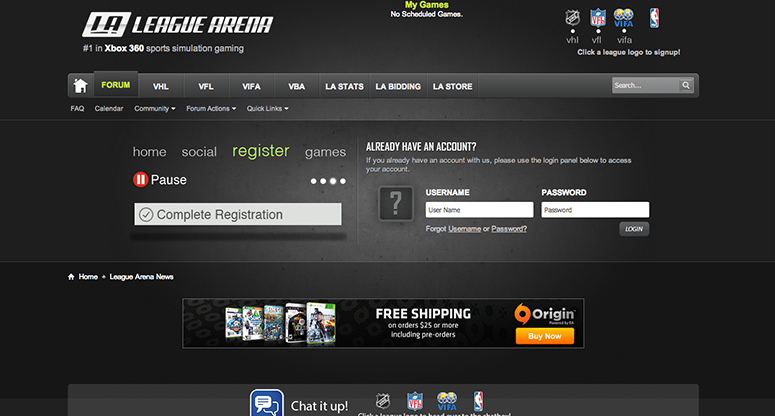 My Games
No Scheduled Games.
LA LEAGUE ARENA
#1 in Xbox 360 sports simulation gaming
NHL VFL VIFA NBA
vhl vfl vifa
Click a league logo to signup!
FORUM VHL VFL VIFA VBA LA STATS LA BIDDING LA STORE Search...
FAQ Calendar Community Forum Actions Quick Links
home social register games
Pause
Complete Registration
ALREADY HAVE AN ACCOUNT?
If you already have an account with us, please use the login panel below to access
your account.
?
USERNAME PASSWORD
User Name Password
Forgot Username or Password?
LOGIN
Home League Arena News
FREE SHIPPING
on orders $25 or more
including pre-orders
Origin
Powered by EA
Buy Now
Chat it up!
VFL VIFA
Click a league logo to head over to the chatbox!